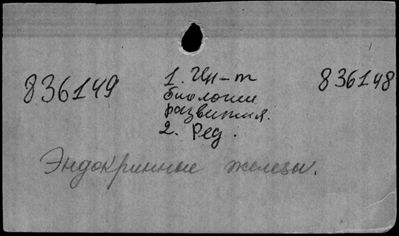 836149 1. Ин-т 836148
биологии
развития.
2. Ред.
Эндокринные железы.